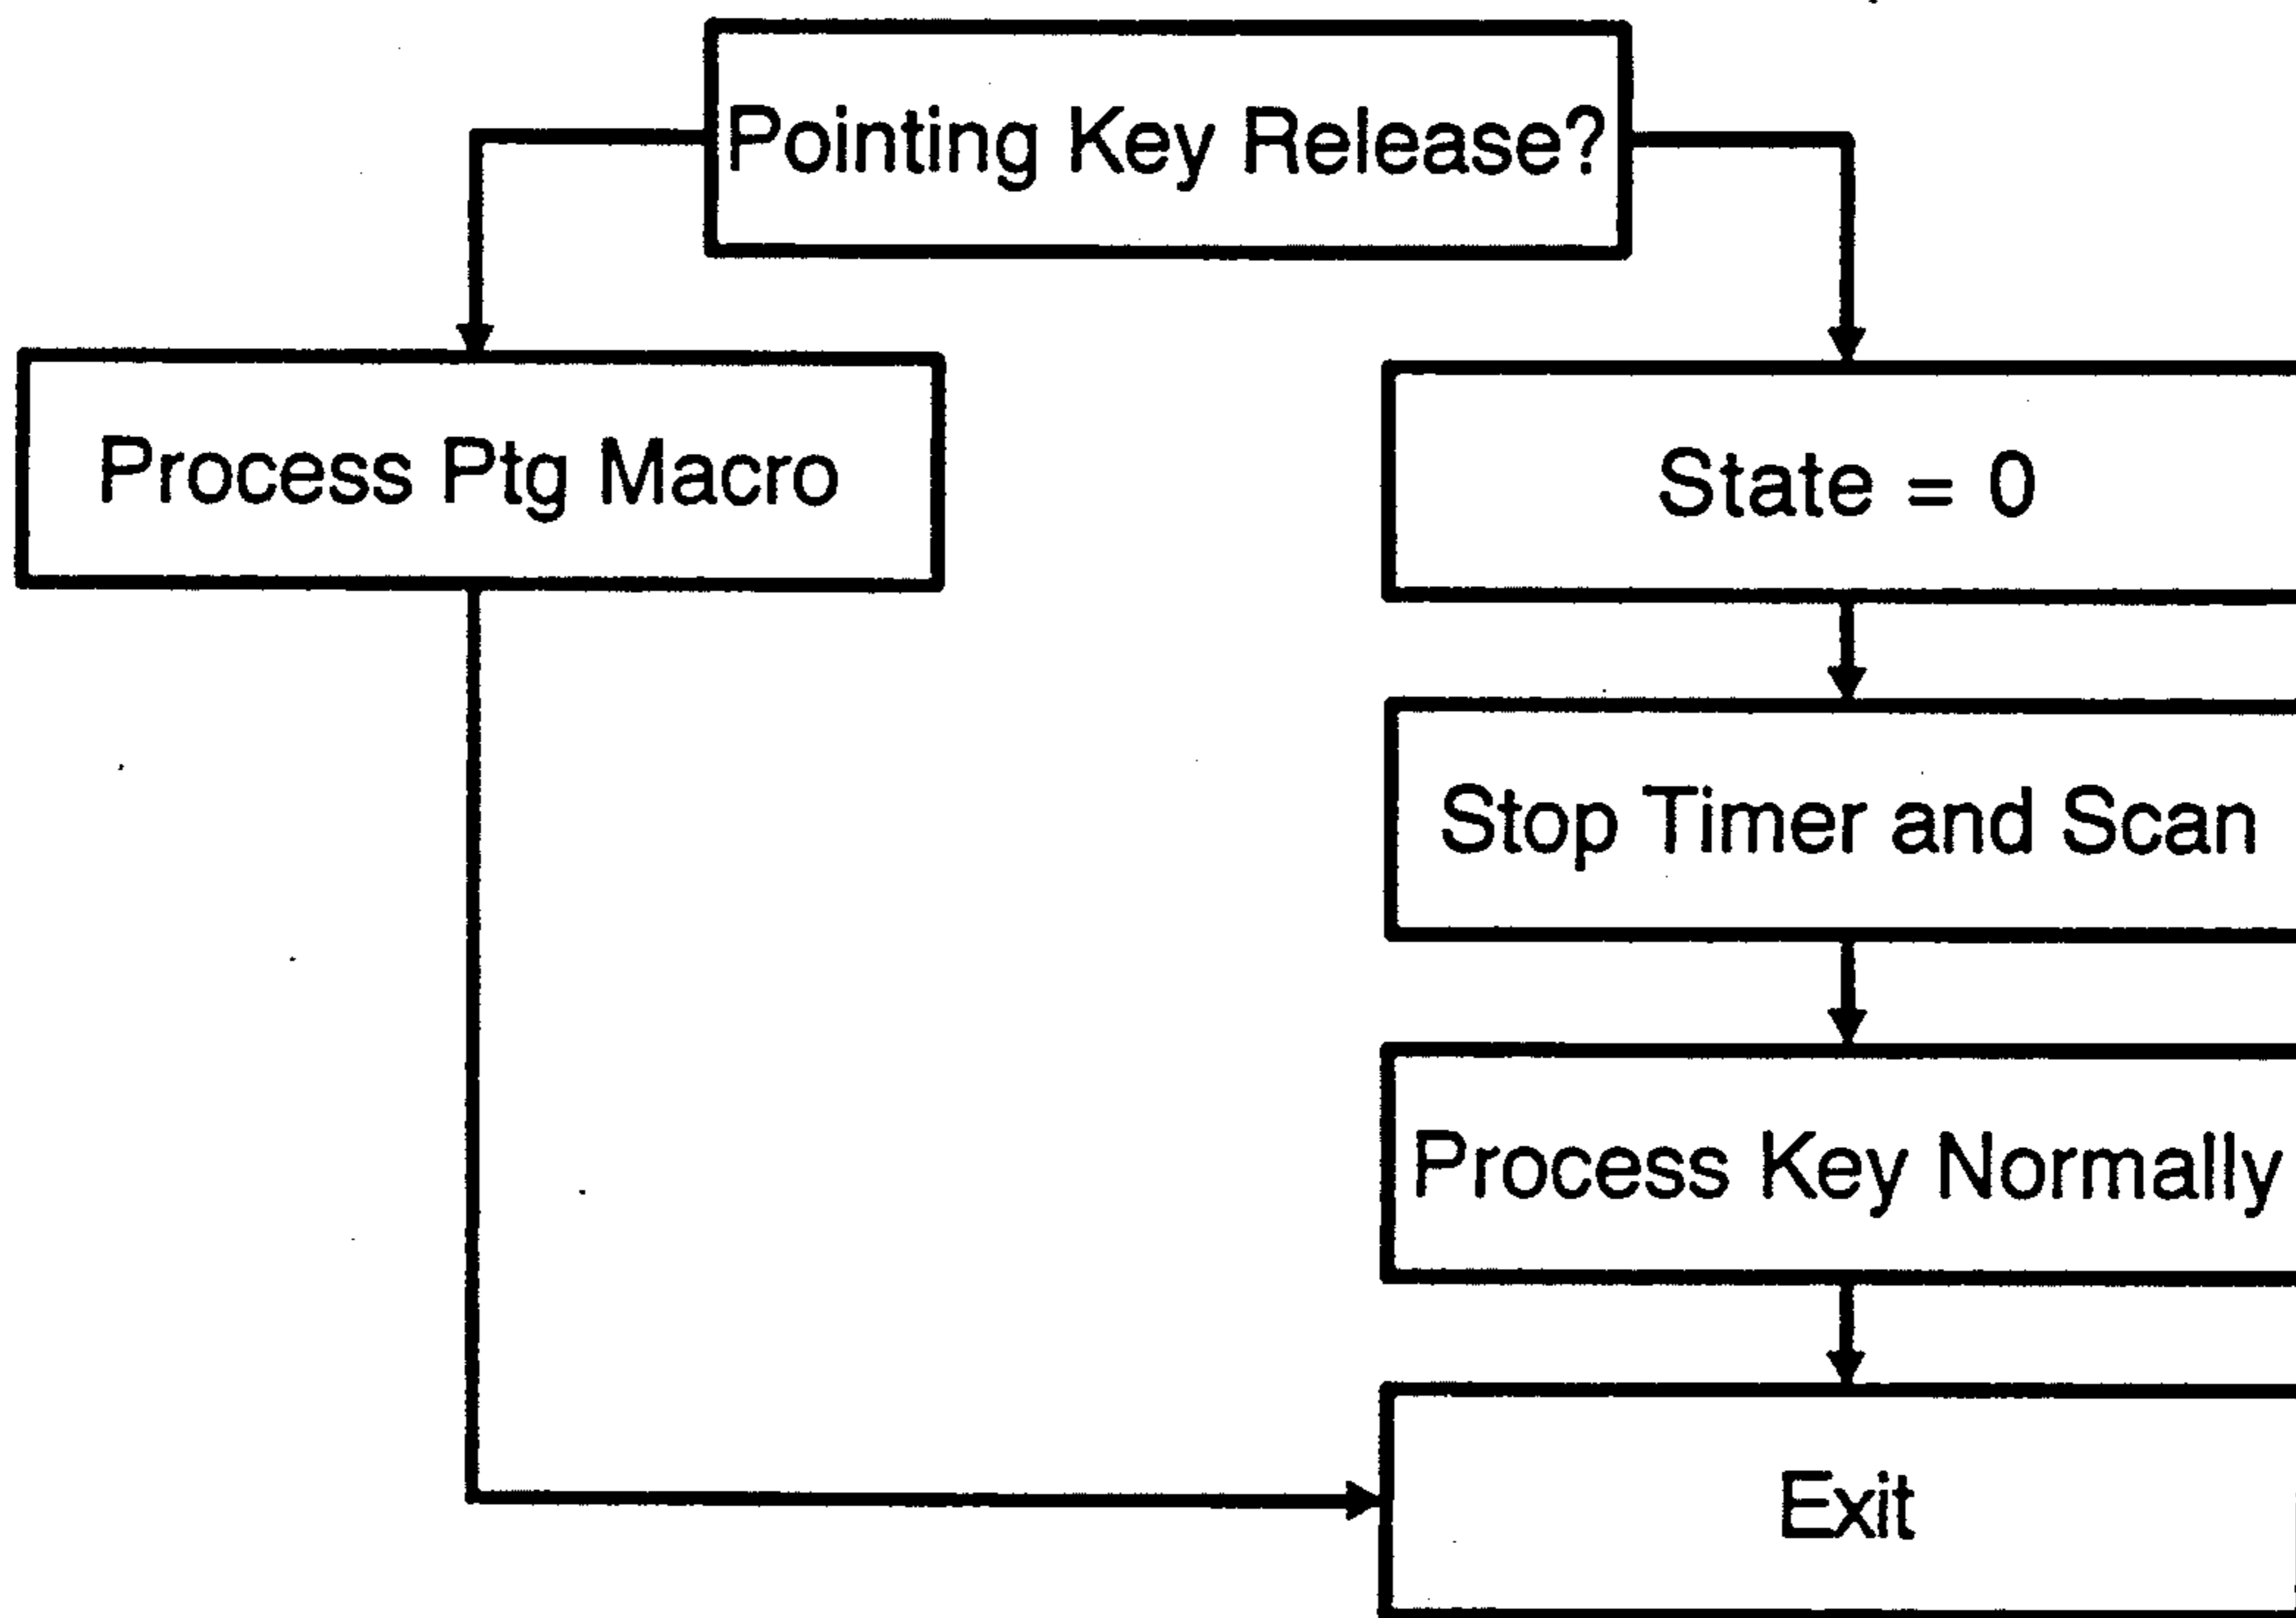 Pointing Key Release?
Process Ptg Macro
State = 0
Stop Timer and Scan
Process Key Normally
Exit